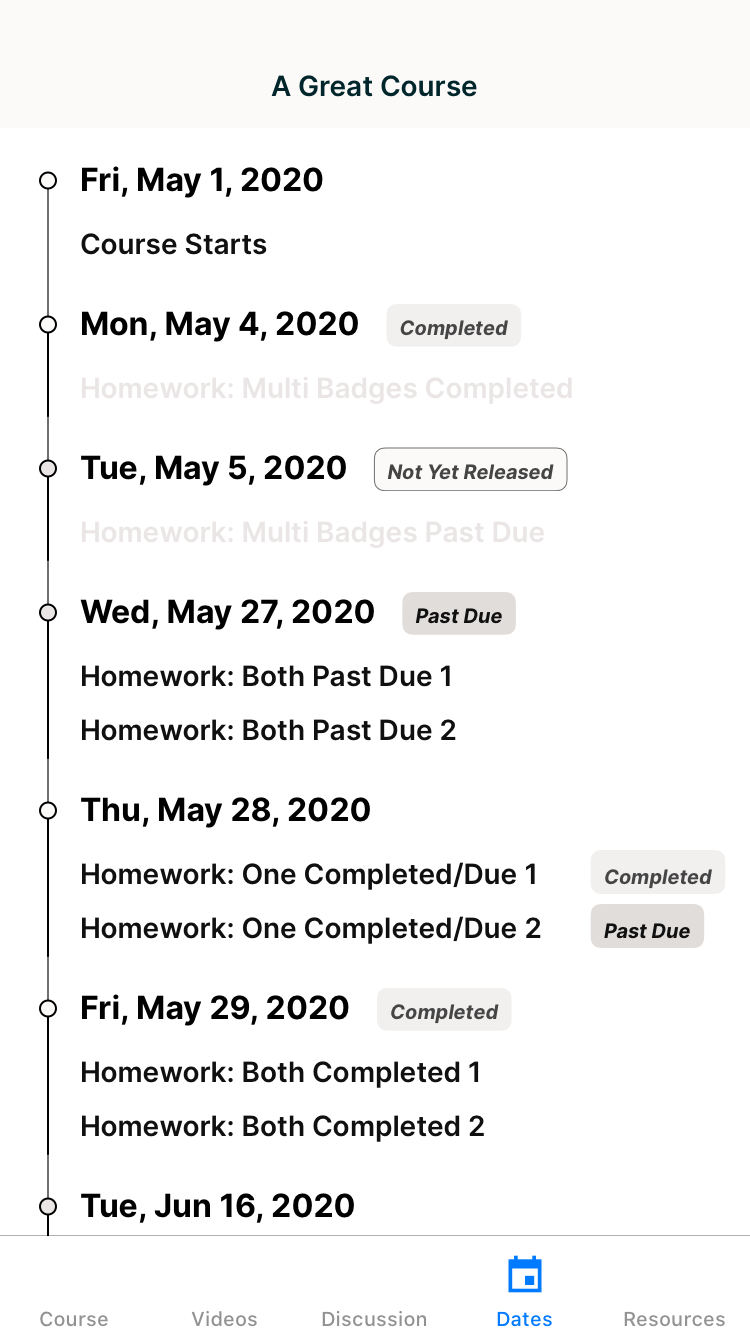 A Great Course
Fri, May 1, 2020
Course Starts
Mon, May 4, 2020 Completed
Homework: Multi Badges Completed
Tue, May 5, 2020 Not Yet Released
Homework: Multi Badges Past Due
Wed, May 27, 2020 Past Due
Homework: Both Past Due 1
Homework: Both Past Due 2
Thu, May 28, 2020
Homework: One Completed/Due 1 Completed
Homework: One Completed/Due 2 Past Due
Fri, May 29, 2020 Completed
Homework: Both Completed 1
Homework: Both Completed 2
Tue, Jun 16, 2020
Course Videos Discussion Dates Resources